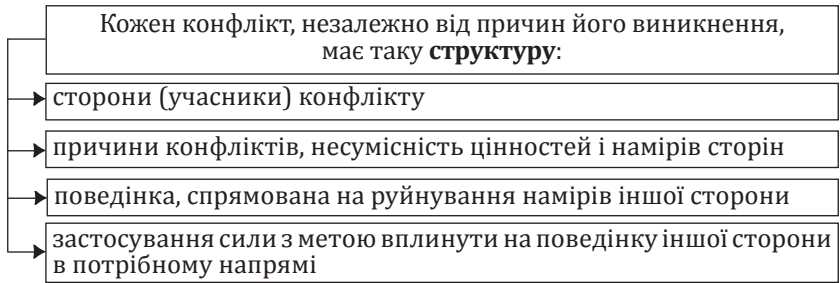 Кожен конфлікт, незалежно від причин його виникнення,
має таку структуру:
сторони (учасники) конфлікту
причини конфліктів, несумісність цінностей і намірів сторін
поведінка, спрямована на руйнування намірів іншої сторони
застосування сили з метою вплинути на поведінку іншої сторони
в потрібному напрямі